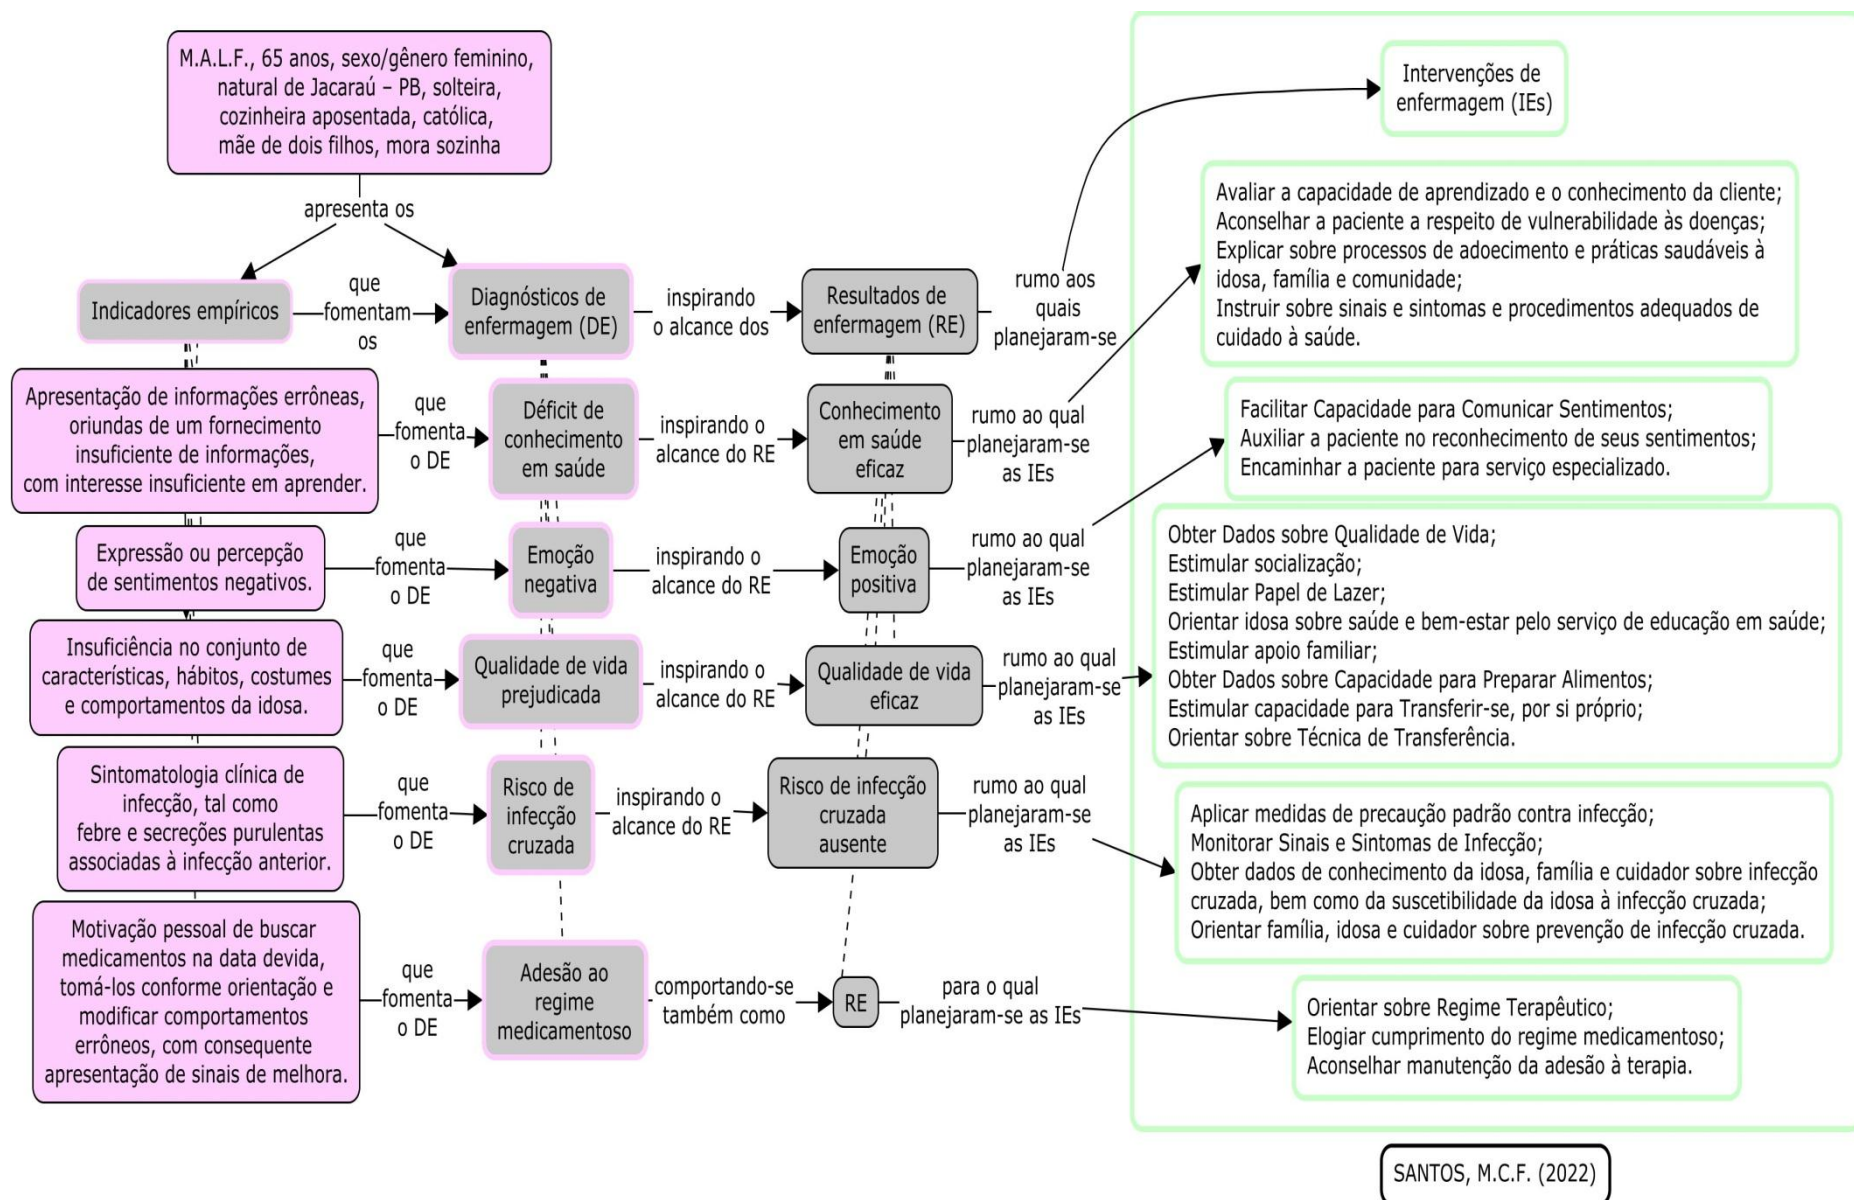 M.A.L.F., 65 anos, sexo/gênero feminino,
natural de Jacaraú – PB, solteira,
cozinheira aposentada, católica,
mãe de dois filhos, mora sozinha
apresenta os
Indicadores empíricos
que
fomentam
os
Diagnósticos de
enfermagem (DE)
inspirando
o alcance dos
Resultados de
enfermagem (RE)
rumo aos
quais
planejaram-se
Intervenções de
enfermagem (IEs)
Apresentação de informações errôneas,
oriundas de um fornecimento
insuficiente de informações,
com interesse insuficiente em aprender.
que
fomenta
o DE
Déficit de
conhecimento
em saúde
inspirando o
alcance do RE
Conhecimento
em saúde
eficaz
rumo ao qual
planejaram-se
as IEs
Avaliar a capacidade de aprendizado e o conhecimento da cliente;
Aconselhar a paciente a respeito de vulnerabilidade às doenças;
Explicar sobre processos de adoecimento e práticas saudáveis à
idosa, família e comunidade;
Instruir sobre sinais e sintomas e procedimentos adequados de
cuidado à saúde.
Expressão ou percepção
de sentimentos negativos.
que
fomenta
o DE
Emoção
negativa
inspirando o
alcance do RE
Emoção
positiva
rumo ao qual
planejaram-se
as IEs
Facilitar Capacidade para Comunicar Sentimentos;
Auxiliar a paciente no reconhecimento de seus sentimentos;
Encaminhar a paciente para serviço especializado.
Insuficiência no conjunto de
características, hábitos, costumes
e comportamentos da idosa.
que
fomenta
o DE
Qualidade de vida
prejudicada
inspirando o
alcance do RE
Qualidade de vida
eficaz
rumo ao qual
planejaram-se
as IEs
Obter Dados sobre Qualidade de Vida;
Estimular socialização;
Estimular Papel de Lazer;
Orientar idosa sobre saúde e bem-estar pelo serviço de educação em saúde;
Estimular apoio familiar;
Obter Dados sobre Capacidade para Preparar Alimentos;
Estimular capacidade para Transferir-se, por si próprio;
Orientar sobre Técnica de Transferência.
Sintomatologia clínica de
infecção, tal como
febre e secreções purulentas
associadas à infecção anterior.
que
fomenta
o DE
Risco de
infecção
cruzada
inspirando o
alcance do RE
Risco de infecção
cruzada
ausente
rumo ao qual
planejaram-se
as IEs
Aplicar medidas de precaução padrão contra infecção;
Monitorar Sinais e Sintomas de Infecção;
Obter dados de conhecimento da idosa, família e cuidador sobre infecção
cruzada, bem como da suscetibilidade da idosa à infecção cruzada;
Orientar família, idosa e cuidador sobre prevenção de infecção cruzada.
Motivação pessoal de buscar
medicamentos na data devida,
tomá-los conforme orientação e
modificar comportamentos
errôneos, com consequente
apresentação de sinais de melhora.
que
fomenta
o DE
Adesão ao
regime
medicamentoso
comportando-se
também como
RE
para o qual
planejaram-se as IEs
Orientar sobre Regime Terapêutico;
Elogiar cumprimento do regime medicamentoso;
Aconselhar manutenção da adesão à terapia.
SANTOS, M.C.F. (2022)